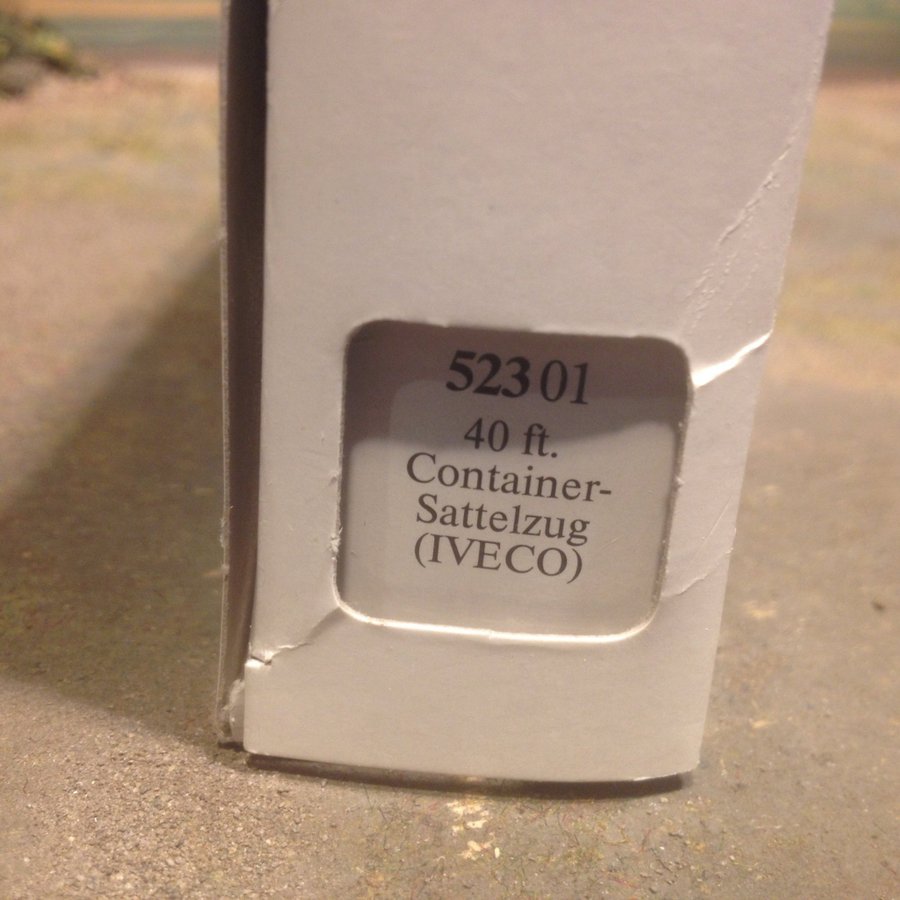 523 01
40 ft.
Container-
Sattelzug
(IVECO)